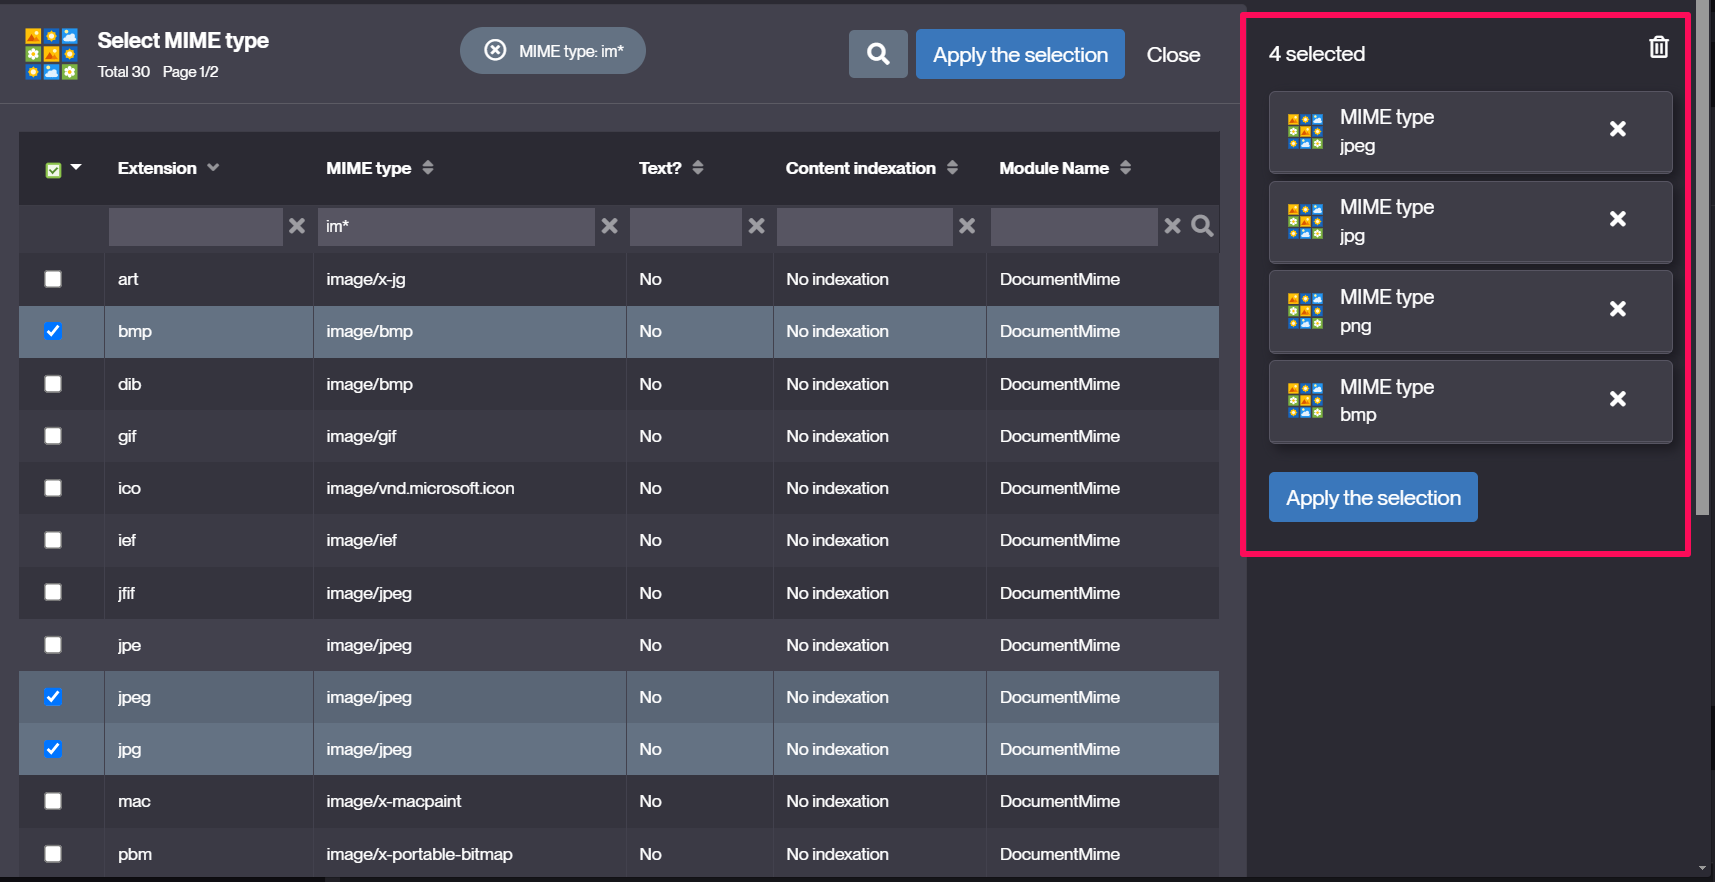 Select MIME type
Total 30 Page 1/2
MIME type: im*
Apply the selection
Close
Extension MIME type Text? Content indexation Module Name
im*
art image/x-jg No No indexation DocumentMime
bmp image/bmp No No indexation DocumentMime
dib image/bmp No No indexation DocumentMime
gif image/gif No No indexation DocumentMime
ico image/vnd.microsoft.icon No No indexation DocumentMime
ief image/ief No No indexation DocumentMime
jfif image/jpeg No No indexation DocumentMime
jpe image/jpeg No No indexation DocumentMime
jpeg image/jpeg No No indexation DocumentMime
jpg image/jpeg No No indexation DocumentMime
mac image/x-macpaint No No indexation DocumentMime
pbm image/x-portable-bitmap No No indexation DocumentMime
4 selected
MIME type
jpeg
MIME type
jpg
MIME type
png
MIME type
bmp
Apply the selection